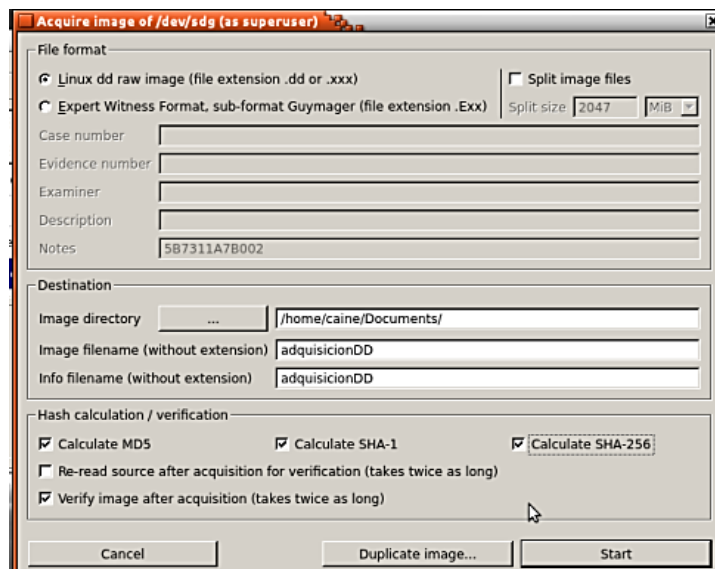 Acquire image of /dev/sdg (as superuser)
File format
Linux dd raw image (file extension .dd or .xxx)
Split image files
Expert Witness Format, sub-format Guymager (file extension .Exx)
Split size 2047 MiB
Case number
Evidence number
Examiner
Description
Notes 5B7311A7B002
Destination
Image directory ... /home/caine/Documents/
Image filename (without extension) adquisicionDD
Info filename (without extension) adquisicionDD
Hash calculation / verification
Calculate MD5 Calculate SHA-1 Calculate SHA-256
Re-read source after acquisition for verification (takes twice as long)
Verify image after acquisition (takes twice as long)
Cancel Duplicate image... Start